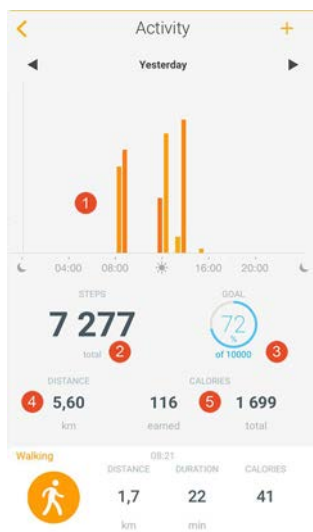 Activity
Yesterday
1
04:00 08:00 16:00 20:00
STEPS GOAL
7 277 72
%
total 2 of 10000 3
DISTANCE CALORIES
4 5,60 116 5 1 699
km earned total
Walking 08:21
DISTANCE DURATION CALORIES
1,7 22 41
km min